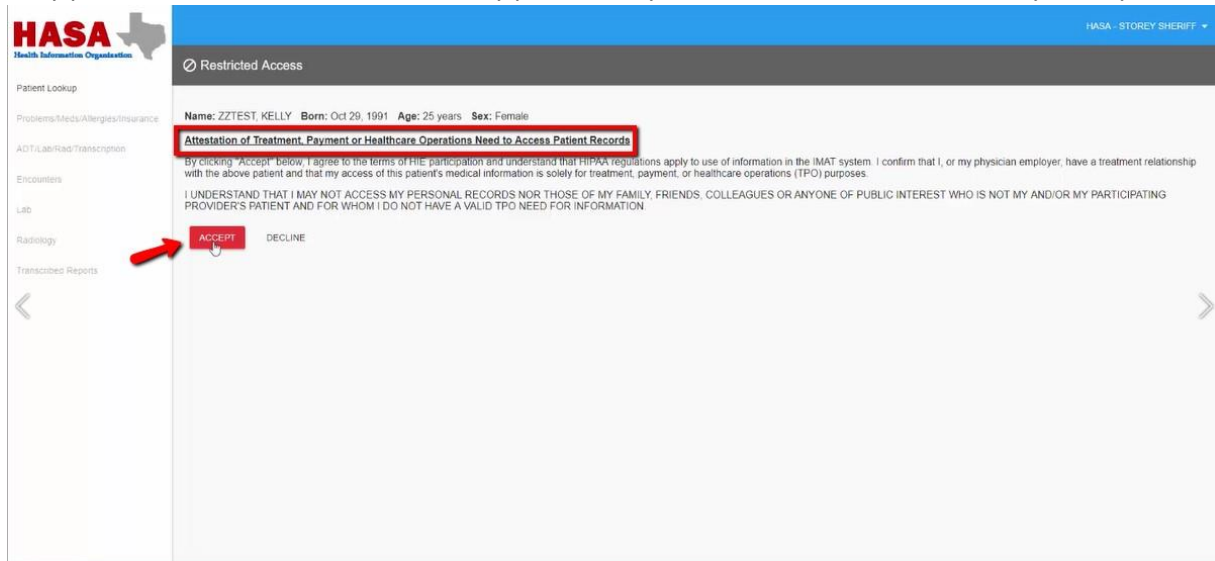 HASA
Health Information Organization
HASA - STOREY SHERIFF
Restricted Access
Patient Lookup
Problems/Meds/Allergies/Insurance
ADT/Lab/Rad/Transcription
Encounters
Lab
Radiology
Transcribed Reports
Name: ZZTEST, KELLY Born: Oct 29, 1991 Age: 25 years Sex: Female
Attestation of Treatment, Payment or Healthcare Operations Need to Access Patient Records
By clicking "Accept" below, I agree to the terms of HIE participation and understand that HIPAA regulations apply to use of information in the IMAT system. I confirm that I, or my physician employer, have a treatment relationship
with the above patient and that my access of this patient's medical information is solely for treatment, payment, or healthcare operations (TPO) purposes.
I UNDERSTAND THAT I MAY NOT ACCESS MY PERSONAL RECORDS NOR THOSE OF MY FAMILY, FRIENDS, COLLEAGUES OR ANYONE OF PUBLIC INTEREST WHO IS NOT MY AND/OR MY PARTICIPATING
PROVIDER'S PATIENT AND FOR WHOM I DO NOT HAVE A VALID TPO NEED FOR INFORMATION.
ACCEPT DECLINE